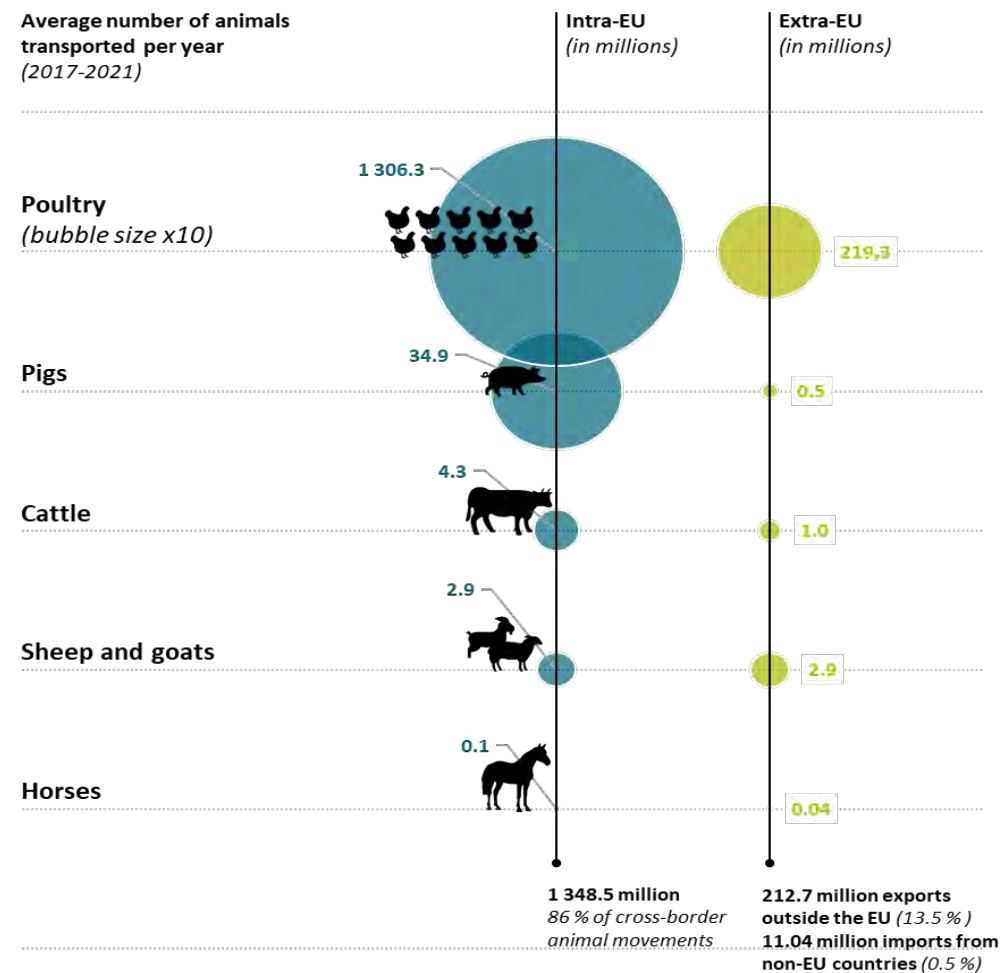 Average number of animals
transported per year
(2017-2021)
Intra-EU
(in millions)
Extra-EU
(in millions)
1 306.3
Poultry
(bubble size x10)
219,3
34.9
Pigs
0.5
4.3
Cattle
1.0
2.9
Sheep and goats
2.9
0.1
Horses
0.04
1 348.5 million
86 % of cross-border
animal movements
212.7 million exports
outside the EU (13.5 % )
11.04 million imports from
non-EU countries (0.5 %)